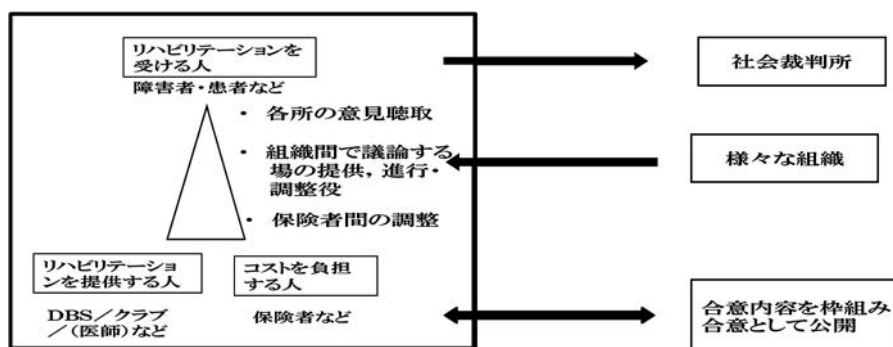 リハビリテーションを
受ける人
障害者・患者など
・ 各所の意見聴取
・ 組織間で議論する
場の提供，進行・
調整役
・ 保険者間の調整
リハビリテーショ
ンを提供する人
DBS／クラブ
／(医師)など
コストを負担
する人
保険者など
社会裁判所
様々な組織
合意内容を枠組み
合意として公開